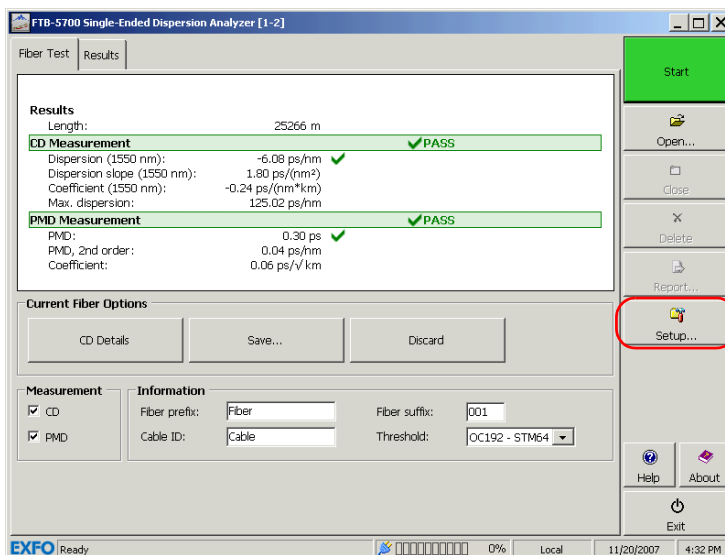 FTB-5700 Single-Ended Dispersion Analyzer [1-2]
Fiber Test
Results
Start
Results
Length: 25266 m
CD Measurement PASS
Dispersion (1550 nm): -6.08 ps/nm
Dispersion slope (1550 nm): 1.80 ps/(nm²)
Coefficient (1550 nm): -0.24 ps/(nm*km)
Max. dispersion: 125.02 ps/nm
PMD Measurement PASS
PMD: 0.30 ps
PMD, 2nd order: 0.04 ps/nm
Coefficient: 0.06 ps/√km
Open...
Close
Delete
Report...
Setup...
Current Fiber Options
CD Details
Save...
Discard
Measurement
CD
PMD
Information
Fiber prefix: Fiber
Fiber suffix: 001
Cable ID: Cable
Threshold: OC192 - STM64
Help
About
Exit
EXFO Ready
0%
Local
11/20/2007
4:32 PM